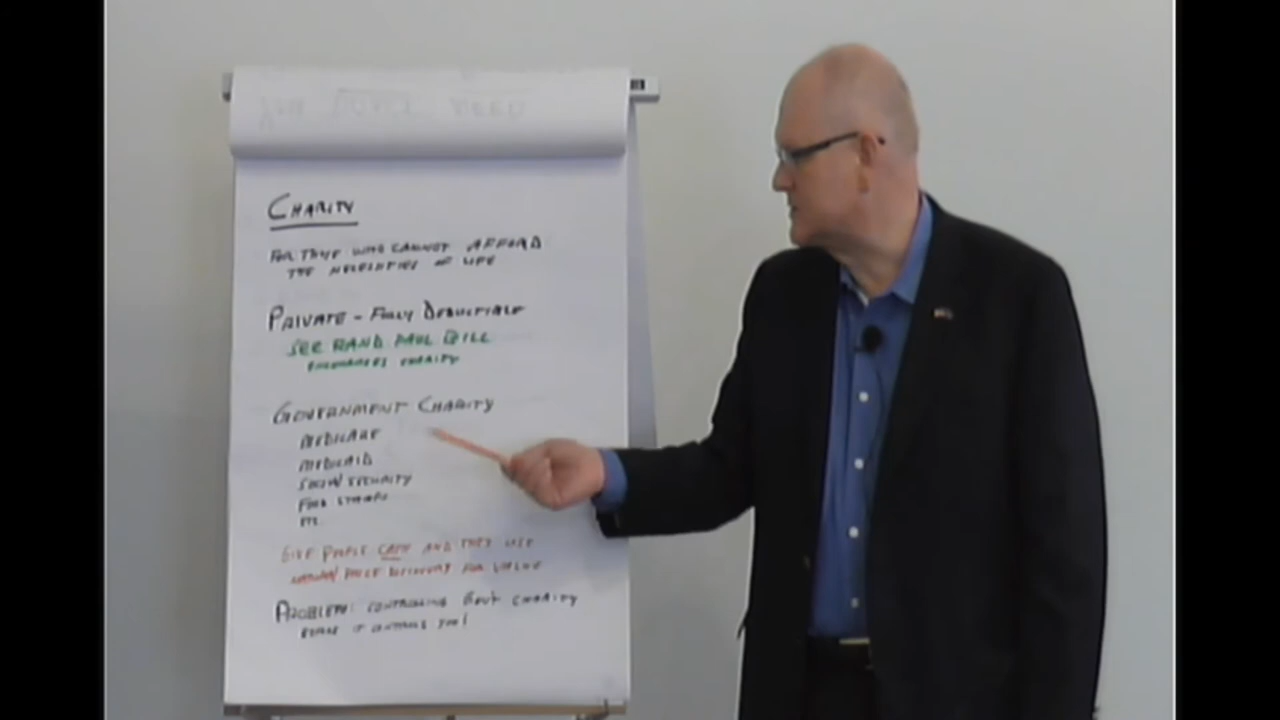 CHARITY
FOR THOSE WHO CANNOT AFFORD
THE NECESSITIES OF LIFE
PRIVATE - FULLY DEDUCTIBLE
SEE RAND PAUL BILL
ENCOURAGES CHARITY
GOVERNMENT CHARITY
MEDICARE
MEDICAID
SOCIAL SECURITY
FOOD STAMPS
ETC
GIVE PEOPLE CASH AND THEY USE
NATURAL PRICE DISCOVERY FOR VALUE
PROBLEM: CONTROLLING GOV'T CHARITY
BEFORE IT CONTROLS YOU!